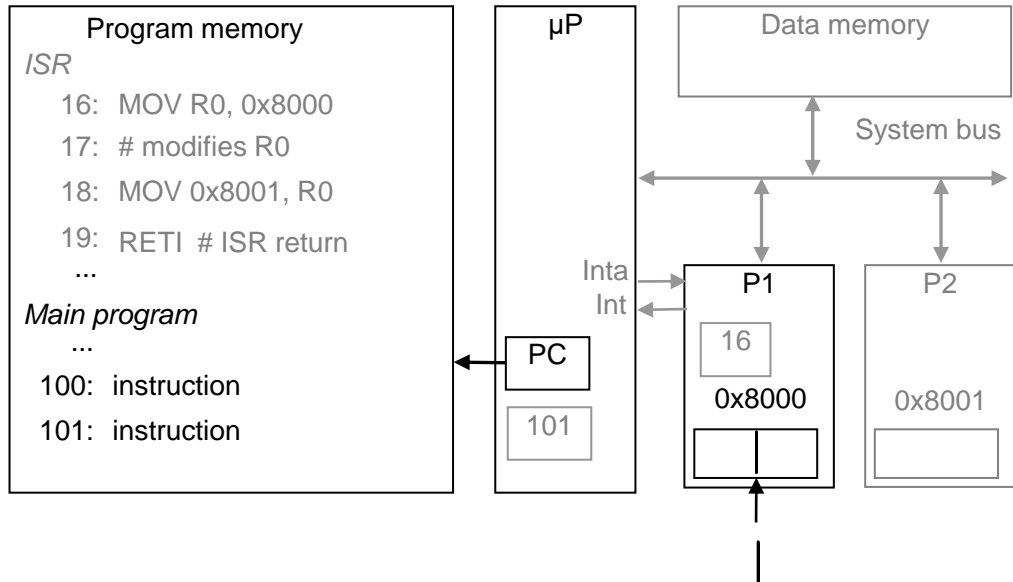 Program memory
ISR
16: MOV R0, 0x8000
17: # modifies R0
18: MOV 0x8001, R0
19: RETI # ISR return
...
Main program
...
100: instruction
101: instruction
µP
PC
101
Data memory
System bus
Inta
Int
P1
16
0x8000
P2
0x8001